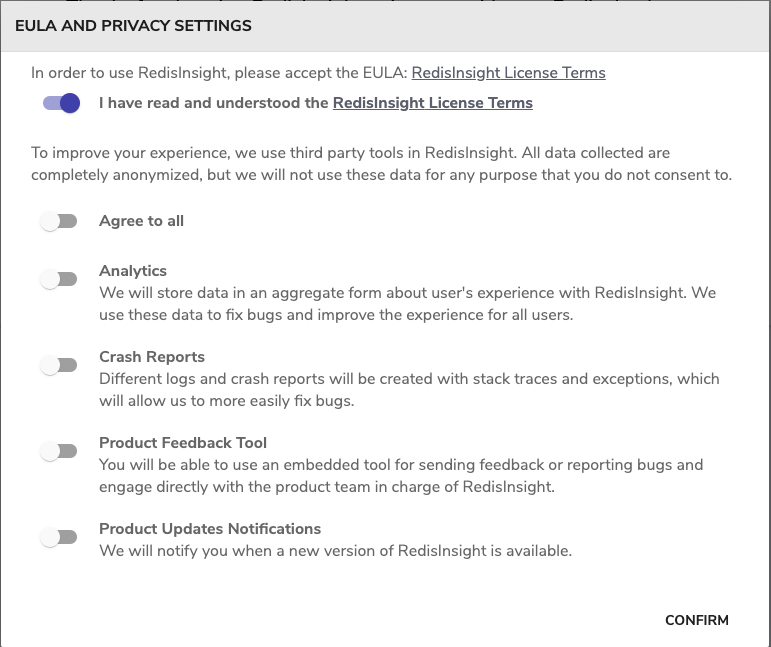 EULA AND PRIVACY SETTINGS
In order to use RedisInsight, please accept the EULA: RedisInsight License Terms
I have read and understood the RedisInsight License Terms
To improve your experience, we use third party tools in RedisInsight. All data collected are
completely anonymized, but we will not use these data for any purpose that you do not consent to.
Agree to all
Analytics
We will store data in an aggregate form about user's experience with RedisInsight. We
use these data to fix bugs and improve the experience for all users.
Crash Reports
Different logs and crash reports will be created with stack traces and exceptions, which
will allow us to more easily fix bugs.
Product Feedback Tool
You will be able to use an embedded tool for sending feedback or reporting bugs and
engage directly with the product team in charge of RedisInsight.
Product Updates Notifications
We will notify you when a new version of RedisInsight is available.
CONFIRM